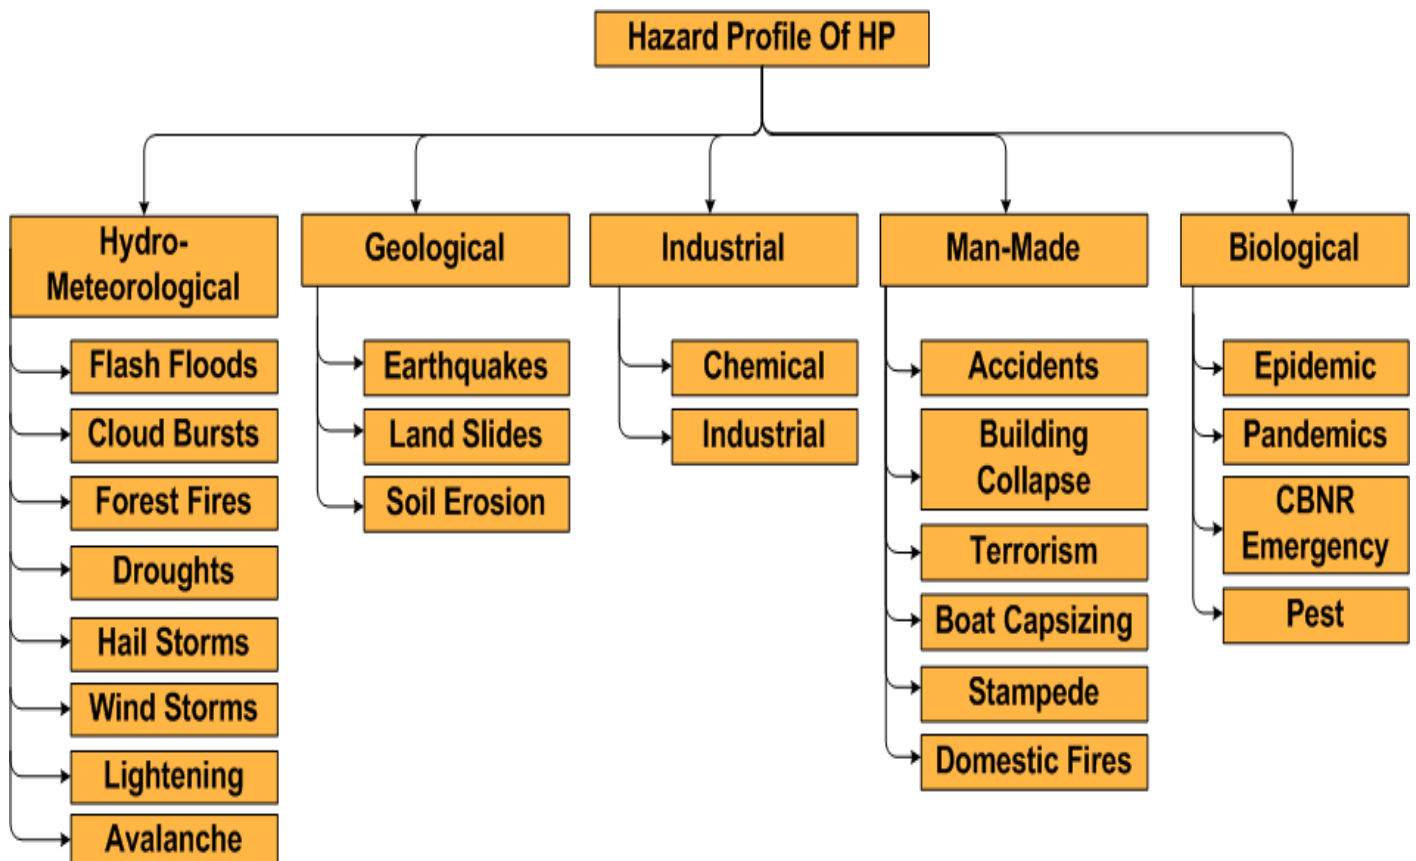 Hazard Profile Of HP
Hydro-
Meteorological
Flash Floods
Cloud Bursts
Forest Fires
Droughts
Hail Storms
Wind Storms
Lightening
Avalanche
Geological
Earthquakes
Land Slides
Soil Erosion
Industrial
Chemical
Industrial
Man-Made
Accidents
Building
Collapse
Terrorism
Boat Capsizing
Stampede
Domestic Fires
Biological
Epidemic
Pandemics
CBNR
Emergency
Pest